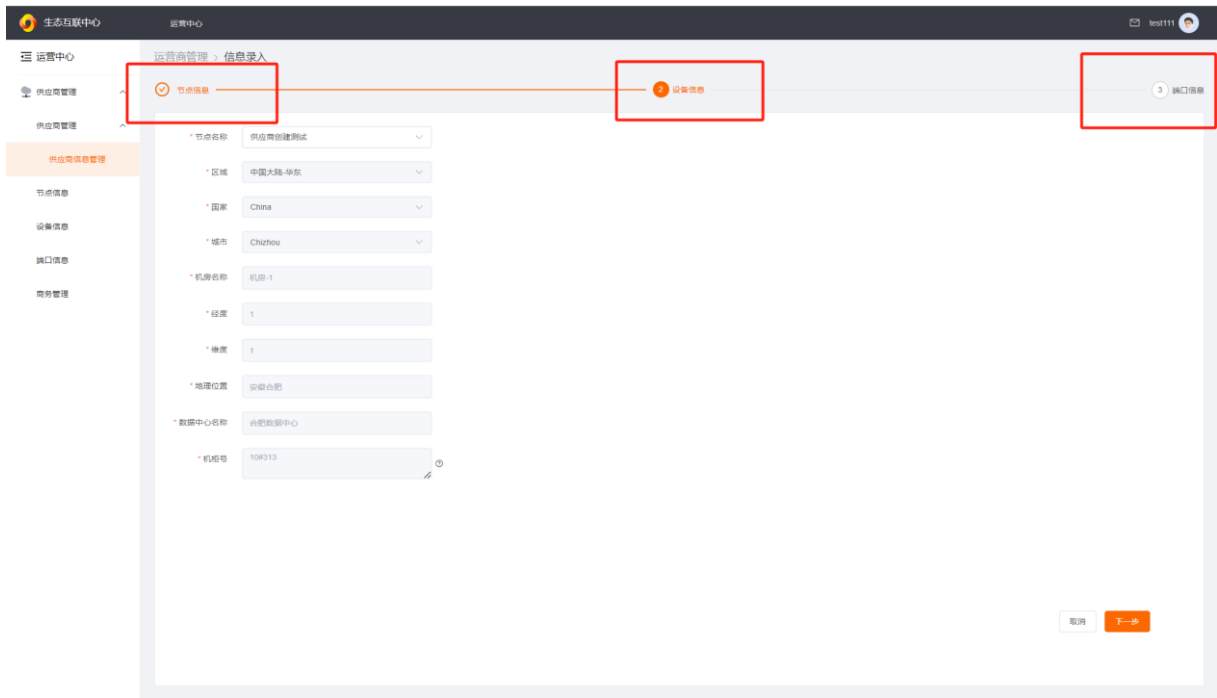 生态互联中心
运营中心
test111
运营中心
运营商管理 > 信息录入
供应商管理
供应商管理
供应商信息管理
节点信息
设备信息
端口信息
商务管理
节点信息
2 设备信息
3 端口信息
* 节点名称 供应商创建测试
* 区域 中国大陆-华东
* 国家 China
* 城市 Chizhou
* 机房名称 机房-1
* 经度 1
* 维度 1
* 地理位置 安徽合肥
* 数据中心名称 合肥数据中心
* 机柜号 10#313
取消
下一步